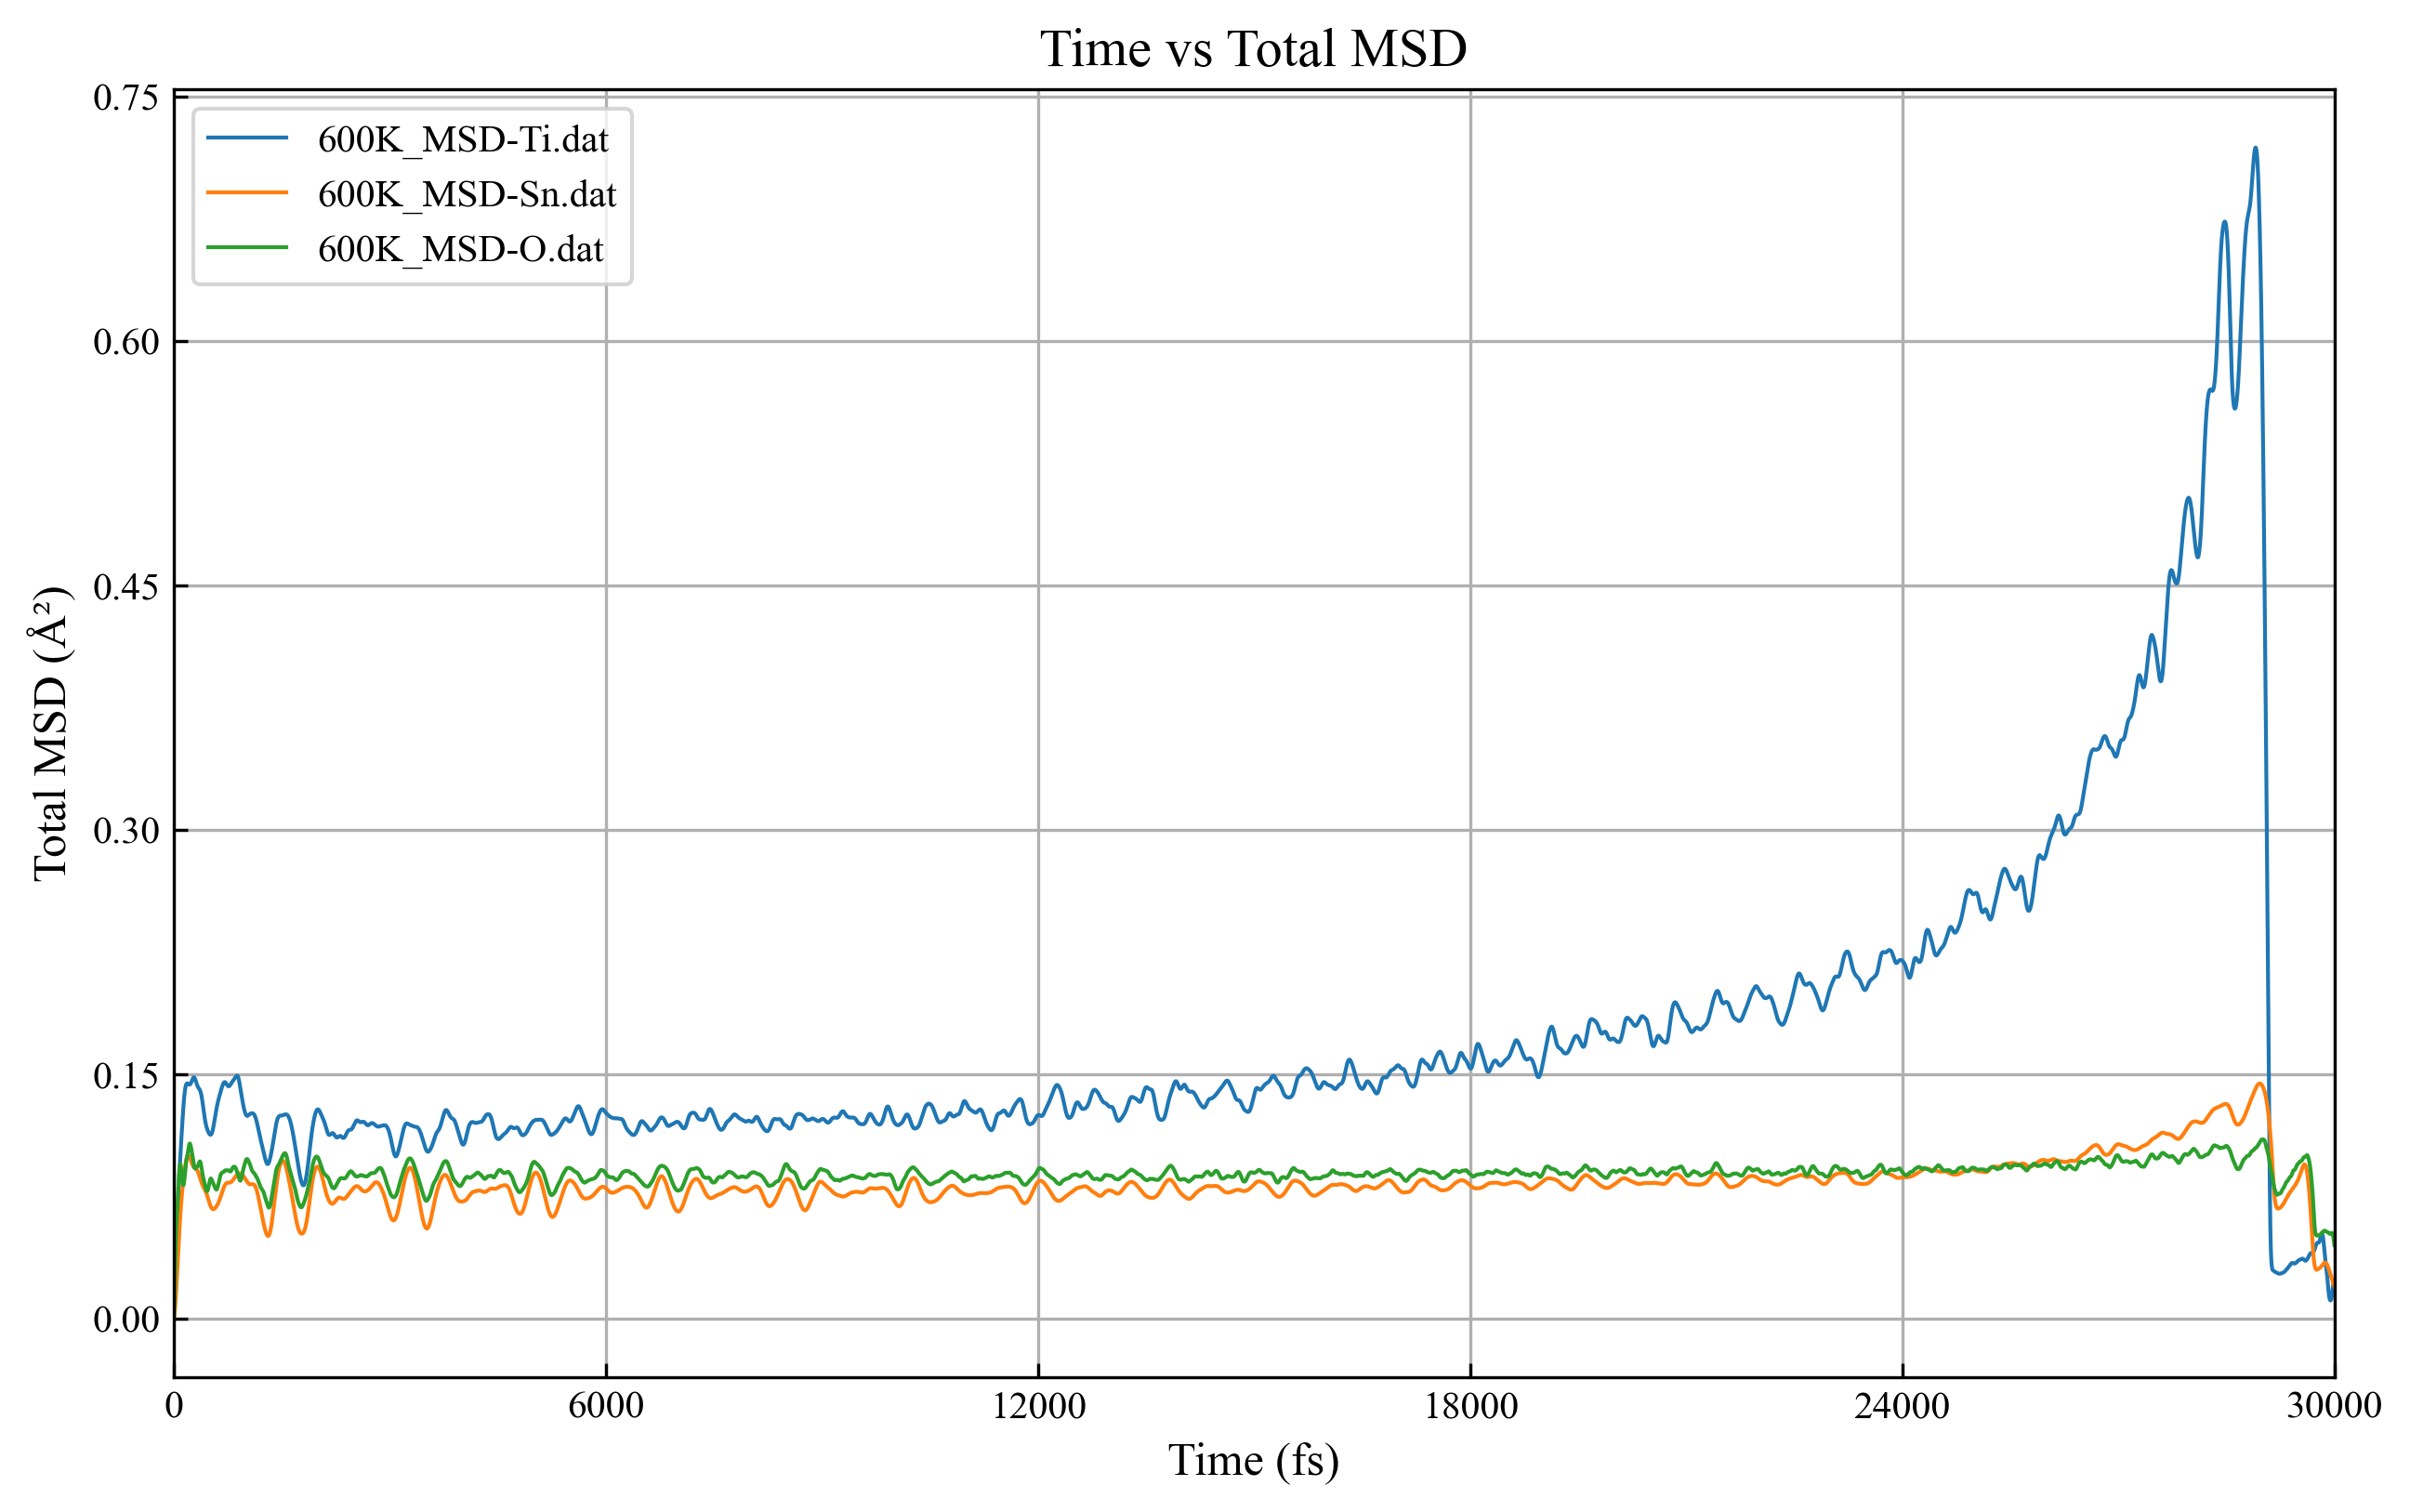 Time vs Total MSD
0.75
0.60
0.45
0.30
0.15
0.00
Total MSD (Å²)
600K_MSD-Ti.dat
600K_MSD-Sn.dat
600K_MSD-O.dat
0
6000
12000
18000
24000
30000
Time (fs)